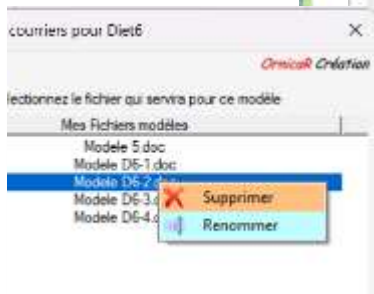 courriers pour Diet6
OrnicaR Création
lectionnez le fichier qui servira pour ce modèle
Mes Fichiers modèles
Modele 5.doc
Modele D6-1.doc
Modele D6-2.doc
Supprimer
Modele D6-3.d
Renommer
Modele D6-4.d